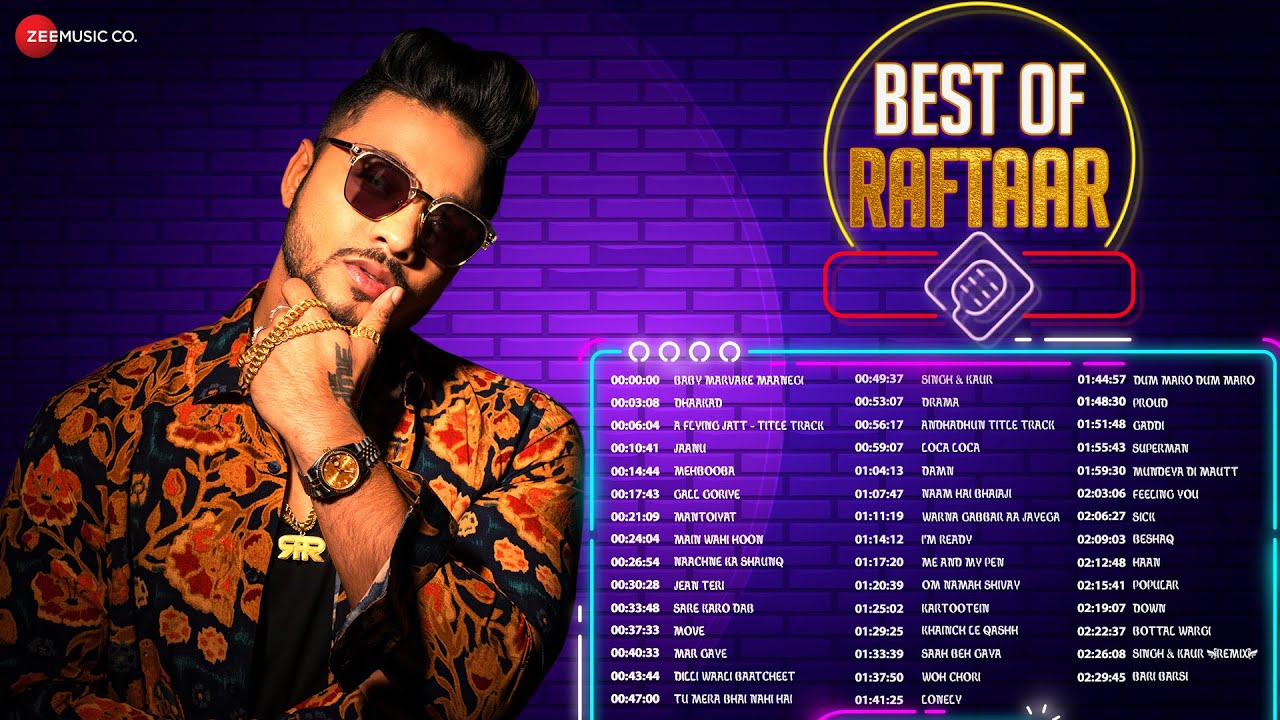 ZEE MUSIC CO.
BEST OF
RAFTAAR
00:00:00 BABY MARVAKE MAANEGI
00:03:08 DHAAKAD
00:06:04 A FLYING JATT - TITLE TRACK
00:10:41 JAANU
00:14:44 MEHBOOBA
00:17:43 GALL GORIYE
00:21:09 MANTOIYAT
00:24:04 MAIN WAHI HOON
00:26:54 NAACHNE KA SHAUNQ
00:30:28 JEAN TERI
00:33:48 SARE KARO DAB
00:37:33 MOVE
00:40:33 MAR GAYE
00:43:44 DILLI WAALI BAATCHEET
00:47:00 TU MERA BHAI NAHI HAI
00:49:37 SINGH & KAUR
00:53:07 DRAMA
00:56:17 ANDHADHUN TITLE TRACK
00:59:07 LOCA LOCA
01:04:13 DAMN
01:07:47 NAAM HAI BHAIAJI
01:11:19 WARNA GABBAR AA JAYEGA
01:14:12 I'M READY
01:17:20 ME AND MY PEN
01:20:39 OM NAMAH SHIVAY
01:25:02 KARTOOTEIN
01:29:25 KHAINCH LE QASHH
01:33:39 SAAH BEH GAYA
01:37:50 WOH CHORI
01:41:25 LONELY
01:44:57 DUM MARO DUM MARO
01:48:30 PROUD
01:51:48 GADDI
01:55:43 SUPERMAN
01:59:30 MUNDEYA DI MAUTT
02:03:06 FEELING YOU
02:06:27 SICK
02:09:03 BESHAQ
02:12:48 HAAN
02:15:41 POPULAR
02:19:07 DOWN
02:22:37 BOTTAL WARGI
02:26:08 SINGH & KAUR REMIX
02:29:45 BARI BARSI